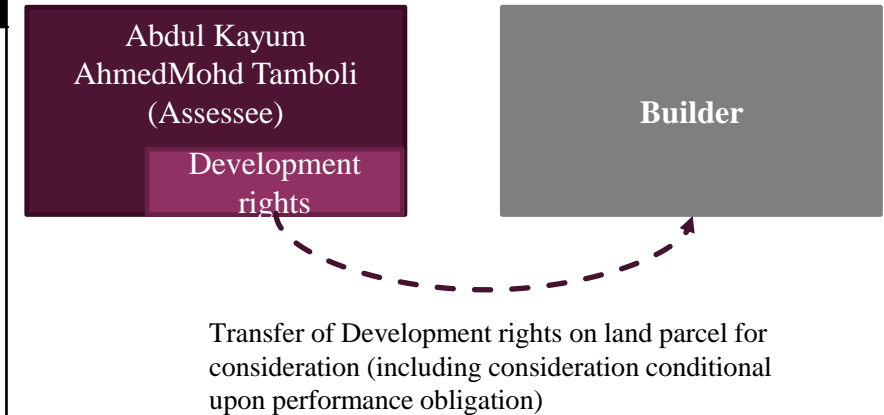 Abdul Kayum
AhmedMohd Tamboli
(Assessee)
Development
rights
Builder
Transfer of Development rights on land parcel for
consideration (including consideration conditional
upon performance obligation)